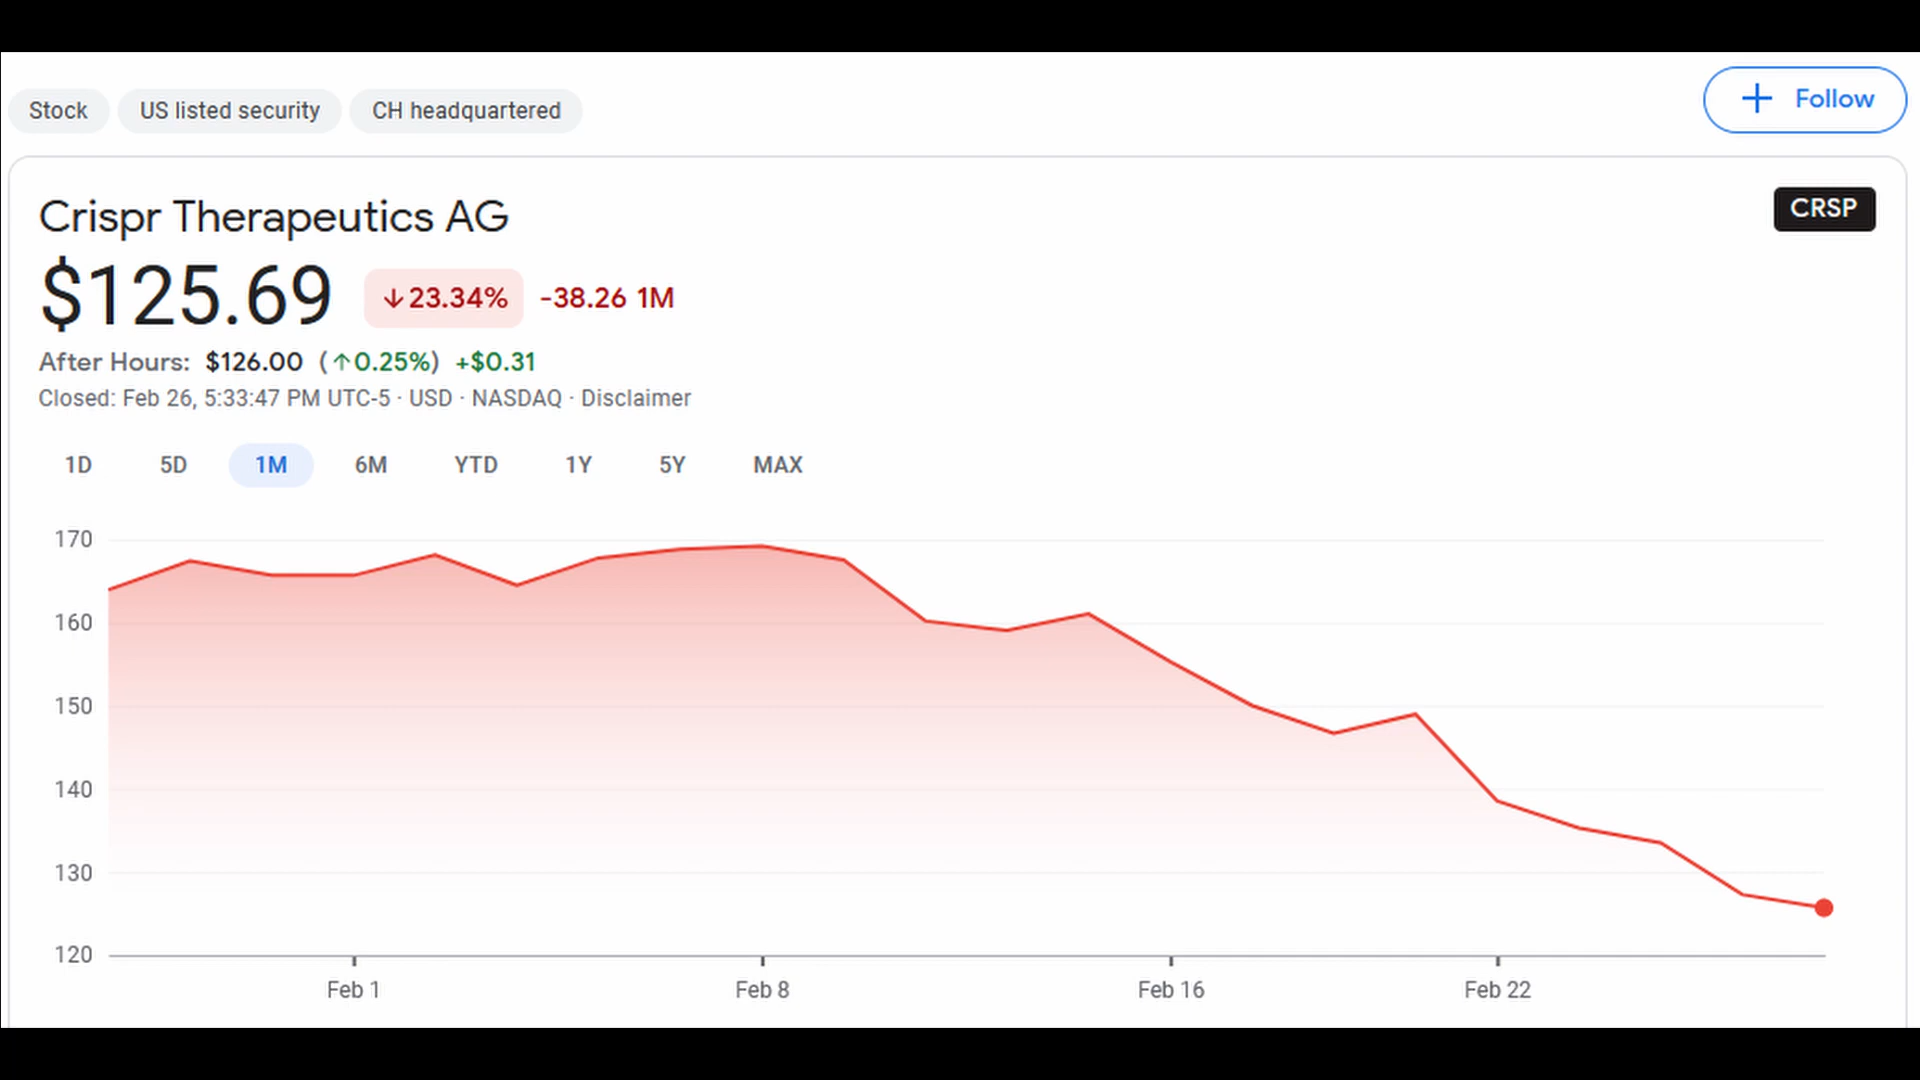 Stock US listed security CH headquartered + Follow
Crispr Therapeutics AG CRSP
$125.69 ↓23.34% -38.26 1M
After Hours: $126.00 (↑0.25%) +$0.31
Closed: Feb 26, 5:33:47 PM UTC-5 · USD · NASDAQ · Disclaimer
1D 5D 1M 6M YTD 1Y 5Y MAX
170
160
150
140
130
120
Feb 1 Feb 8 Feb 16 Feb 22